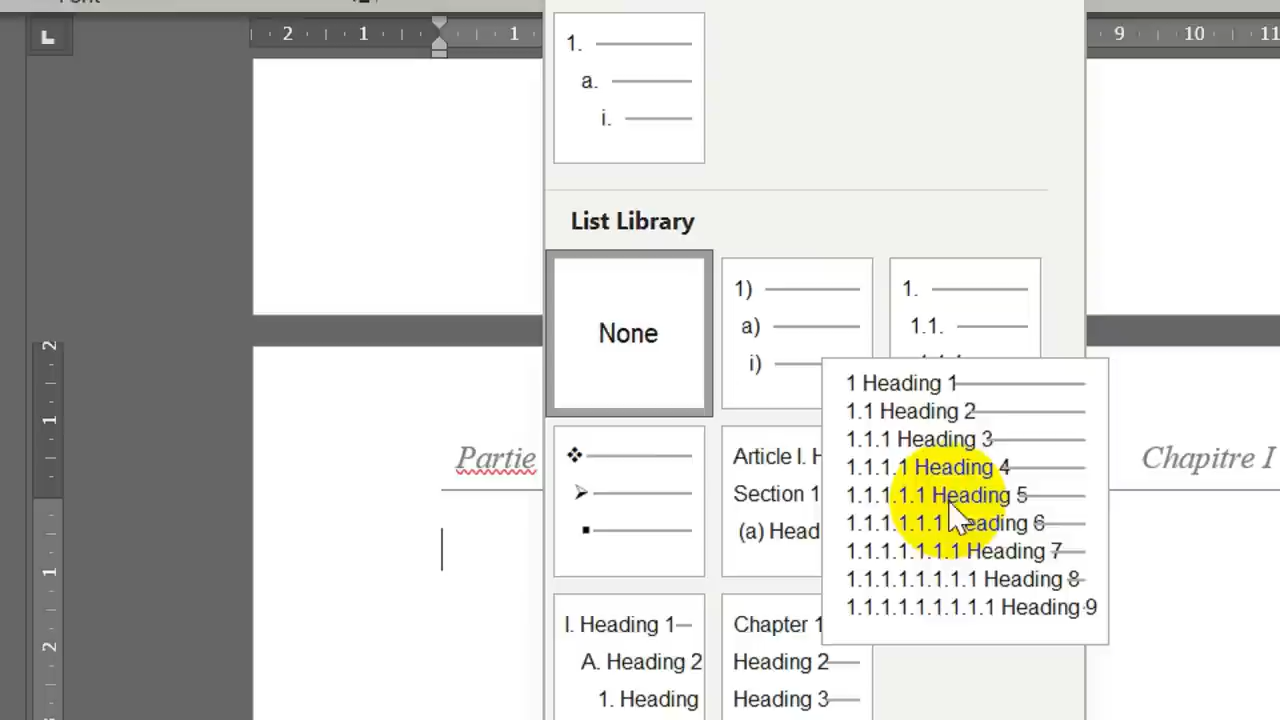 2 1 1 9 10 11
1.
a.
i.
List Library
None
1)
a)
i)
1.
1.1.
1 Heading 1
1.1 Heading 2
1.1.1 Heading 3
1.1.1.1 Heading 4
1.1.1.1.1 Heading 5
1.1.1.1.1.1 Heading 6
1.1.1.1.1.1.1 Heading 7
1.1.1.1.1.1.1.1 Heading 8
1.1.1.1.1.1.1.1.1 Heading 9
Article I. H
Section 1
(a) Head
I. Heading 1
A. Heading 2
1. Heading
Chapter 1
Heading 2
Heading 3
Partie
Chapitre I
2
1
1
2